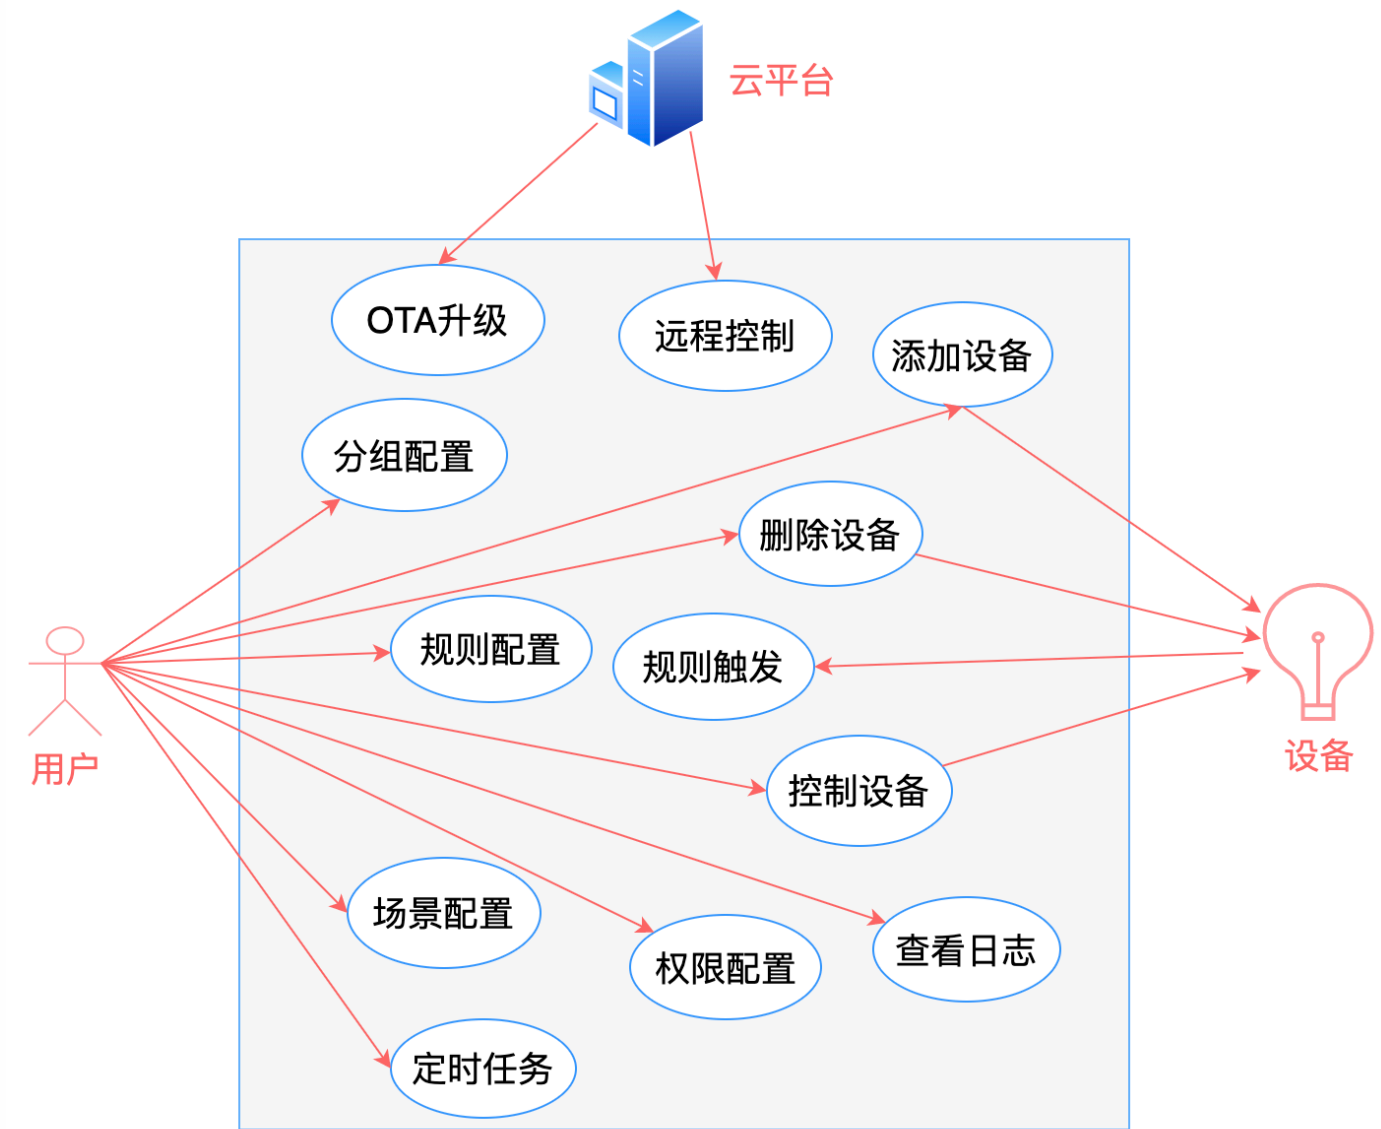 云平台
OTA升级
远程控制
添加设备
分组配置
删除设备
规则配置
规则触发
用户
设备
控制设备
场景配置
权限配置
查看日志
定时任务